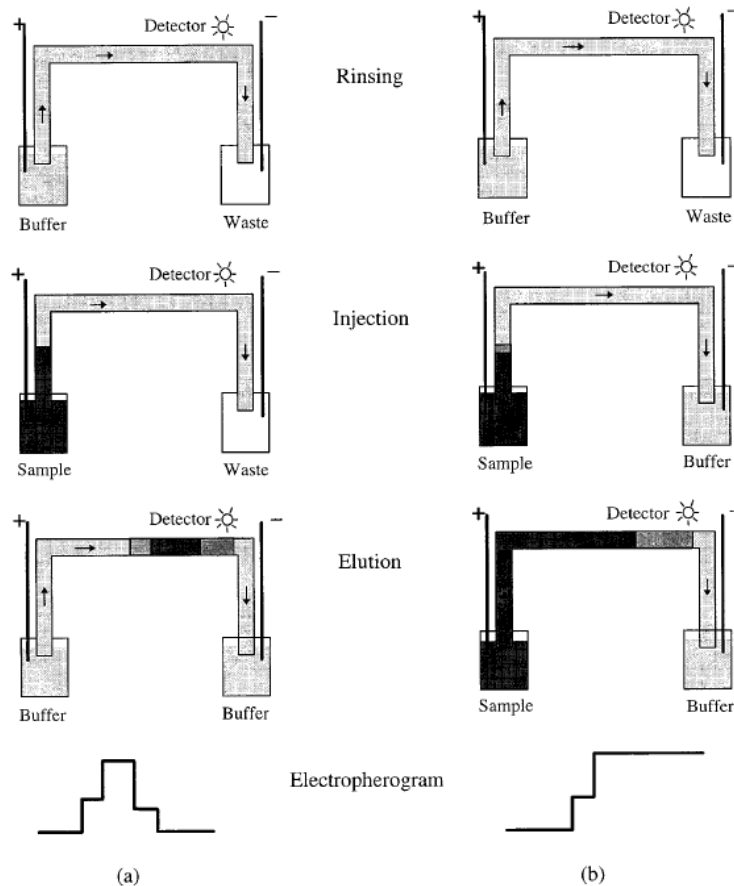 + Detector −
Rinsing
+ Detector −
Buffer Waste
Buffer Waste
+ Detector −
Injection
+ Detector −
Sample Waste
Sample Buffer
+ Detector −
Elution
+ Detector −
Buffer Buffer
Sample Buffer
Electropherogram
(a) (b)